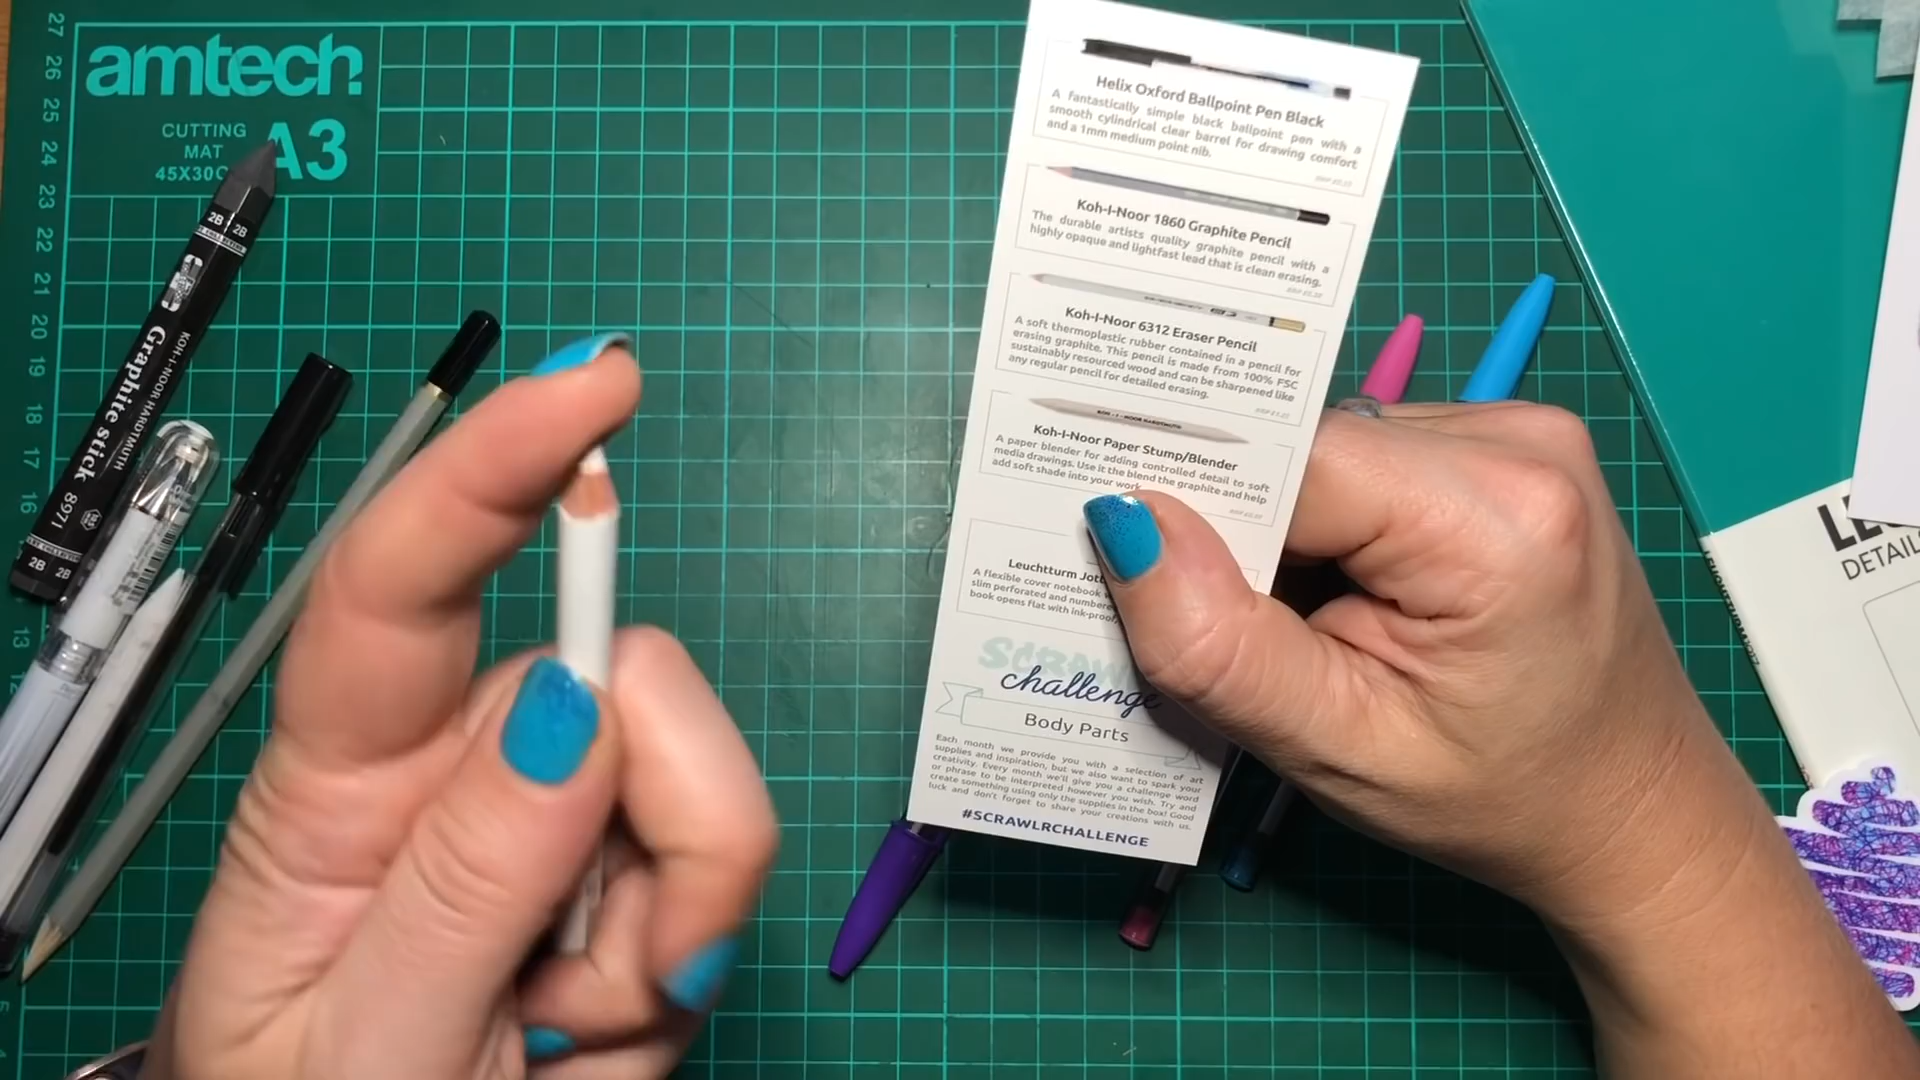 amtech
CUTTING
MAT
45X30C
A3
27
26
25
24
23
22
21
20
19
18
17
16
13
2B 2B
KOH-I-NOOR HARDTMUTH
Graphite stick 8971
2B 2B
Helix Oxford Ballpoint Pen Black
A fantastically simple black ballpoint pen with a
smooth cylindrical clear barrel for drawing comfort
and a 1mm medium point nib.
Koh-I-Noor 1860 Graphite Pencil
The durable artists quality graphite pencil with a
highly opaque and lightfast lead that is clean erasing.
Koh-I-Noor 6312 Eraser Pencil
A soft thermoplastic rubber contained in a pencil for
erasing graphite. This pencil is made from 100% FSC
sustainably resourced wood and can be sharpened like
any regular pencil for detailed erasing.
KOH-I-NOOR HARDTMUTH
Koh-I-Noor Paper Stump/Blender
A paper blender for adding controlled detail to soft
media drawings. Use it the blend the graphite and help
add soft shade into your work.
Leuchtturm Jott
A flexible cover notebook
slim perforated and numbere
book opens flat with ink-proof
SCRAWL
challenge
Body Parts
Each month we provide you with a selection of art
supplies and inspiration, but we also want to spark your
creativity. Every month we'll give you a challenge word
or phrase to be interpreted however you wish. Try and
create something using only the supplies in the box! Good
luck and don't forget to share your creations with us.
#SCRAWLRCHALLENGE
LE
DETAILS